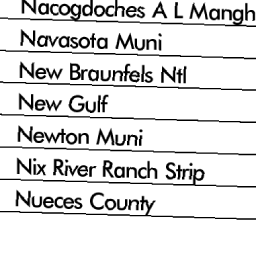 Nacogdoches A L Mangh
Navasota Muni
New Braunfels Ntl
New Gulf
Newton Muni
Nix River Ranch Strip
Nueces County